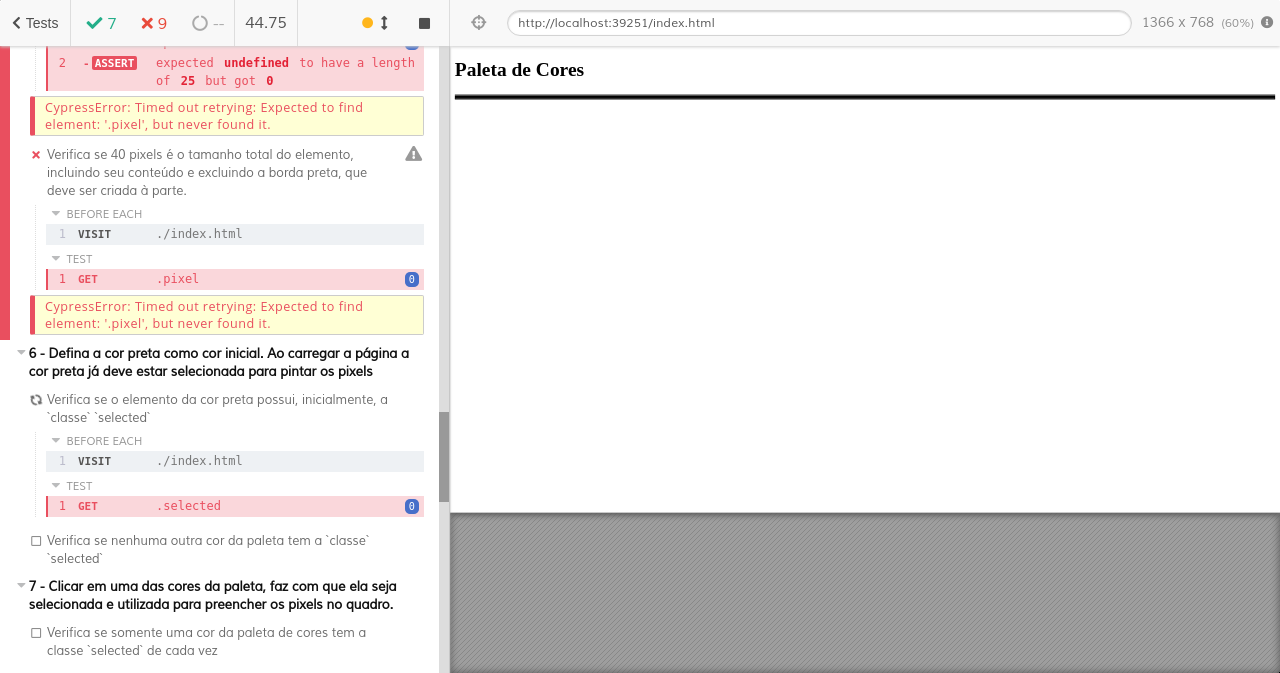 Tests 7 9 -- 44.75
http://localhost:39251/index.html 1366 x 768 (60%)
2 -ASSERT expected undefined to have a length
of 25 but got 0
CypressError: Timed out retrying: Expected to find
element: '.pixel', but never found it.
Verifica se 40 pixels é o tamanho total do elemento,
incluindo seu conteúdo e excluindo a borda preta, que
deve ser criada à parte.
BEFORE EACH
1 VISIT ./index.html
TEST
1 GET .pixel 0
CypressError: Timed out retrying: Expected to find
element: '.pixel', but never found it.
6 - Defina a cor preta como cor inicial. Ao carregar a página a
cor preta já deve estar selecionada para pintar os pixels
Verifica se o elemento da cor preta possui, inicialmente, a
`classe` `selected`
BEFORE EACH
1 VISIT ./index.html
TEST
1 GET .selected 0
Verifica se nenhuma outra cor da paleta tem a `classe`
`selected`
7 - Clicar em uma das cores da paleta, faz com que ela seja
selecionada e utilizada para preencher os pixels no quadro.
Verifica se somente uma cor da paleta de cores tem a
classe `selected` de cada vez
Paleta de Cores